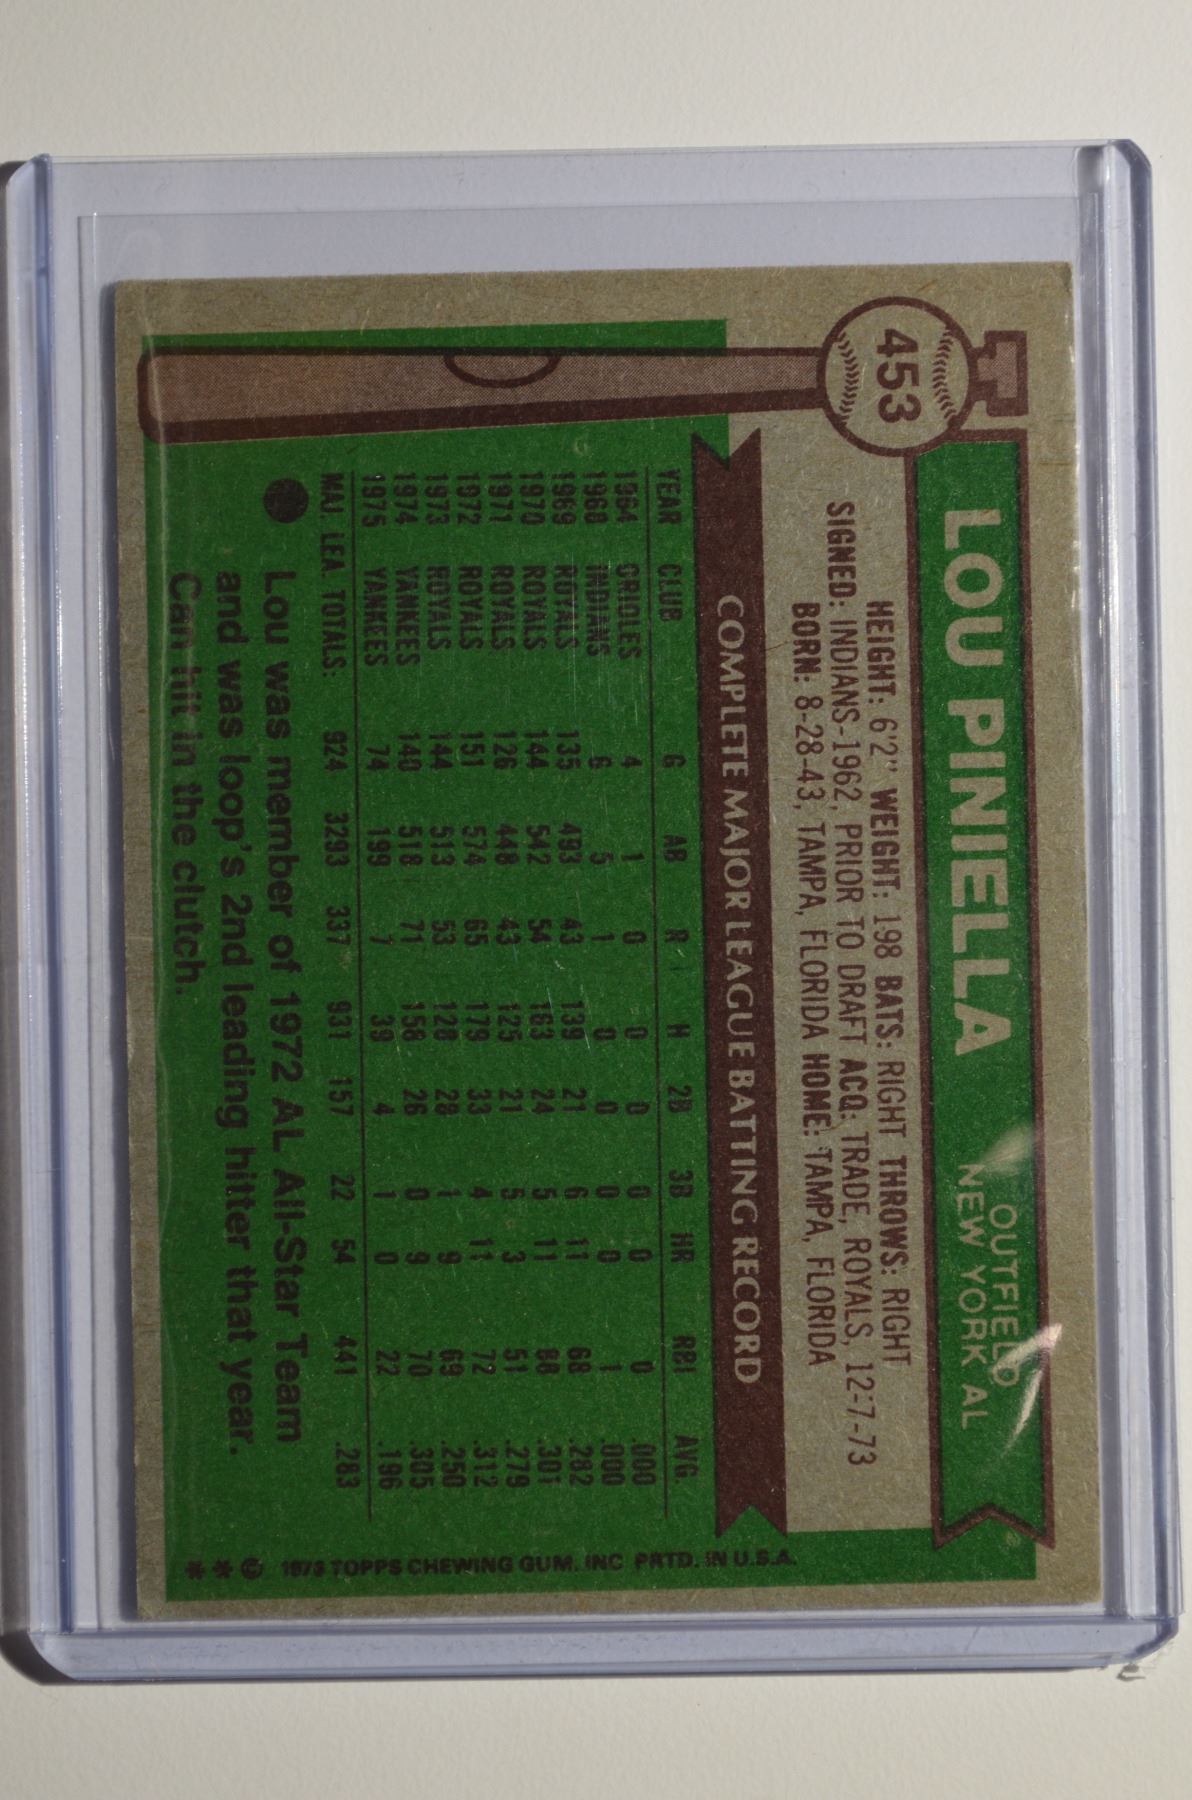 453
LOU PINIELLA
OUTFIELD
NEW YORK AL
HEIGHT: 6'2" WEIGHT: 198 BATS: RIGHT THROWS: RIGHT
SIGNED: INDIANS-1962, PRIOR TO DRAFT ACQ: TRADE, ROYALS, 12-7-73
BORN: 8-28-43, TAMPA, FLORIDA HOME: TAMPA, FLORIDA
COMPLETE MAJOR LEAGUE BATTING RECORD
YEAR CLUB G AB R H 2B 3B HR RBI AVG.
1964 ORIOLES 4 1 0 0 0 0 0 0 .000
1968 INDIANS 6 5 1 0 0 0 0 1 .000
1969 ROYALS 135 493 43 139 21 6 11 68 .282
1970 ROYALS 144 542 54 163 24 5 11 88 .301
1971 ROYALS 126 448 43 125 21 5 3 51 .279
1972 ROYALS 151 574 65 179 33 4 11 72 .312
1973 ROYALS 144 513 53 128 28 1 9 69 .250
1974 YANKEES 140 518 71 158 26 0 9 70 .305
1975 YANKEES 74 199 7 39 4 1 0 22 .196
MAJ. LEA. TOTALS: 924 3293 337 931 157 22 54 441 .283
Lou was member of 1972 AL All-Star Team
and was loop's 2nd leading hitter that year.
Can hit in the clutch.
** © 1976 TOPPS CHEWING GUM, INC PRTD. IN U.S.A.